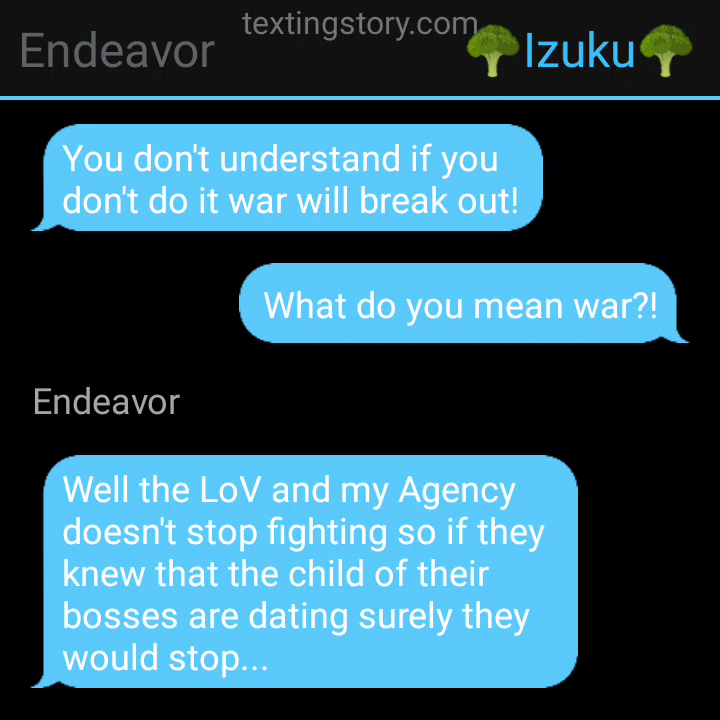 textingstory.com
Endeavor
🥦Izuku🥦
You don't understand if you
don't do it war will break out!
What do you mean war?!
Endeavor
Well the LoV and my Agency
doesn't stop fighting so if they
knew that the child of their
bosses are dating surely they
would stop...